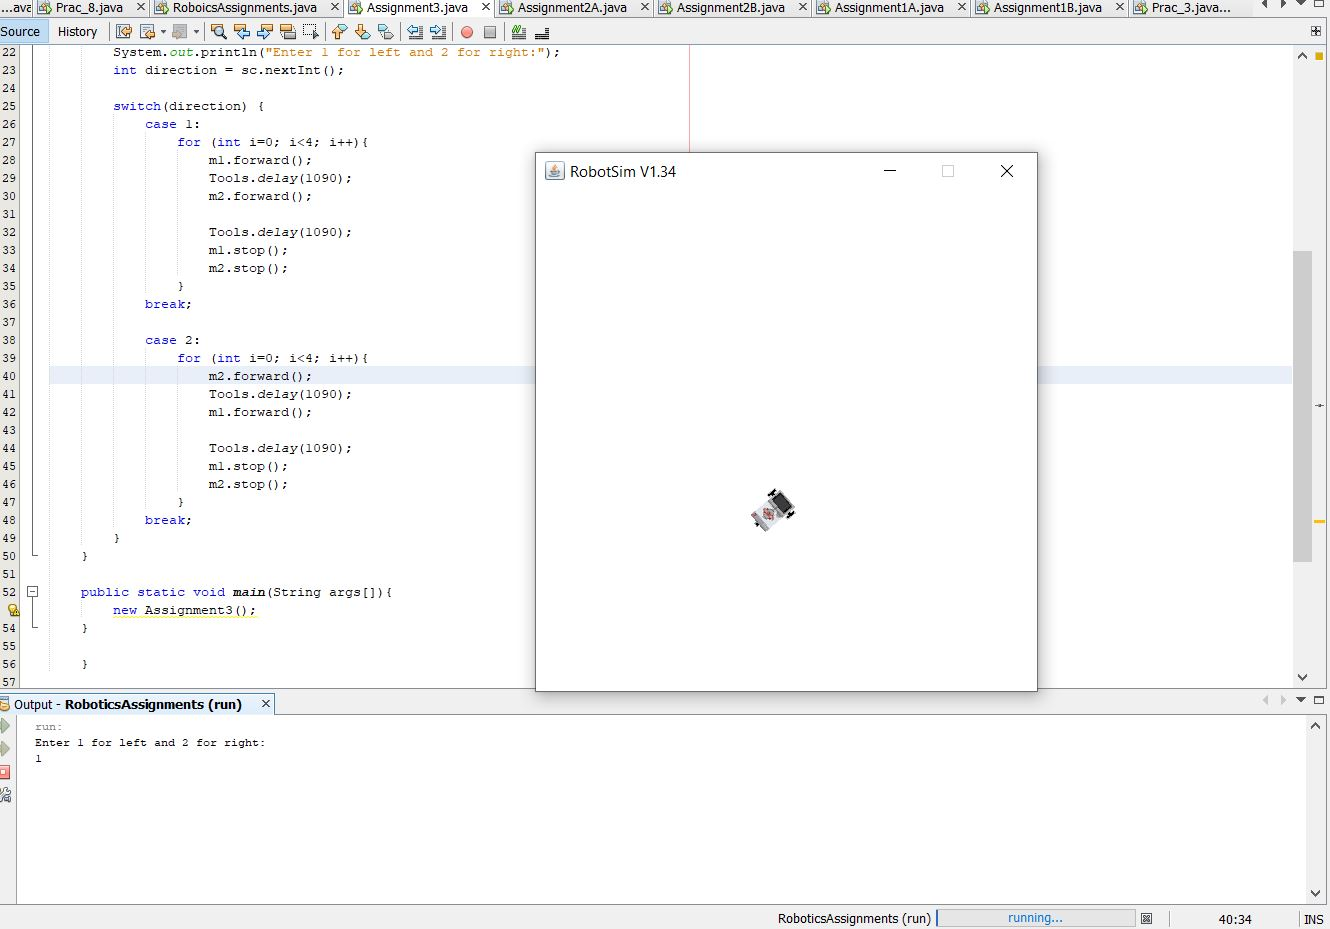 ...ava Prac_8.java RoboicsAssignments.java Assignment3.java Assignment2A.java Assignment2B.java Assignment1A.java Assignment1B.java Prac_3.java...
Source History
22 System.out.println("Enter 1 for left and 2 for right:");
23 int direction = sc.nextInt();
24
25 switch(direction) {
26 case 1:
27 for (int i=0; i<4; i++){
28 m1.forward();
29 Tools.delay(1090);
30 m2.forward();
31
32 Tools.delay(1090);
33 m1.stop();
34 m2.stop();
35 }
36 break;
37
38 case 2:
39 for (int i=0; i<4; i++){
40 m2.forward();
41 Tools.delay(1090);
42 m1.forward();
43
44 Tools.delay(1090);
45 m1.stop();
46 m2.stop();
47 }
48 break;
49 }
50 }
51
52 public static void main(String args[]){
new Assignment3();
54 }
55
56 }
57
RobotSim V1.34
Output - RoboticsAssignments (run)
run:
Enter 1 for left and 2 for right:
1
RoboticsAssignments (run) running... 40:34 INS